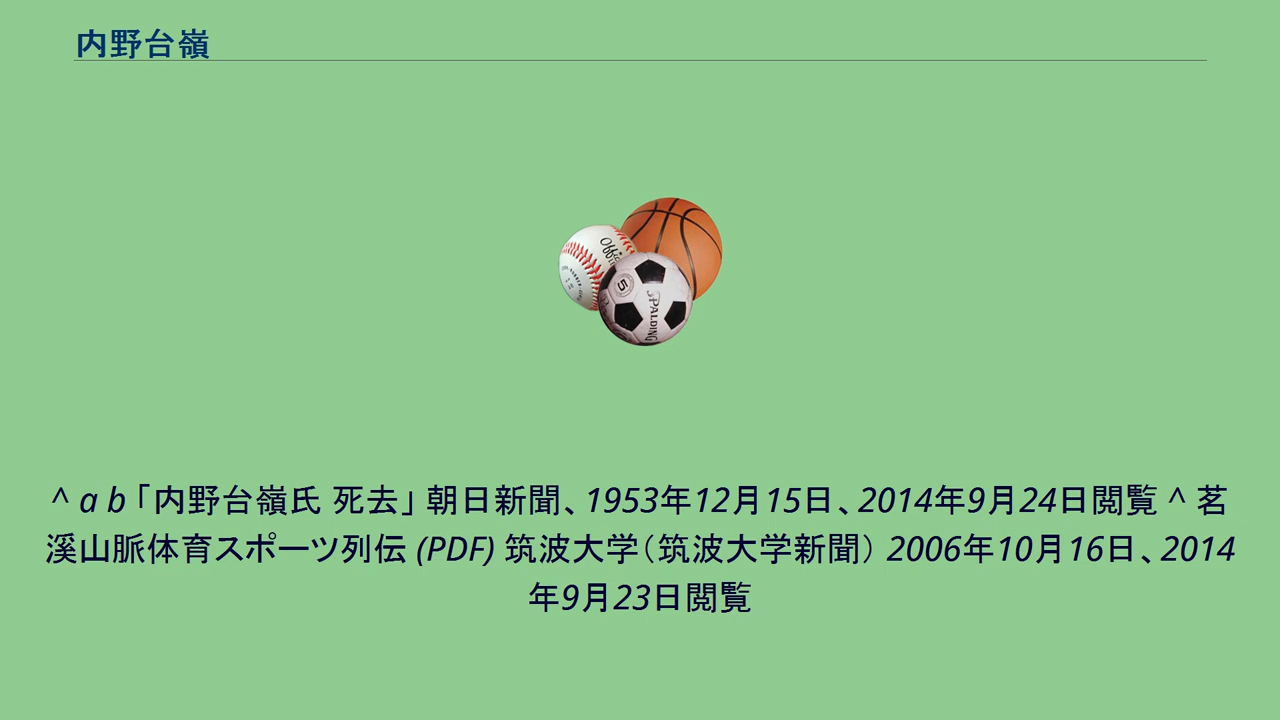 内野台嶺
Offic
5
SPALDING
^ a b 「内野台嶺氏 死去」 朝日新聞、1953年12月15日、2014年9月24日閲覧 ^ 茗
溪山脈体育スポーツ列伝 (PDF) 筑波大学（筑波大学新聞） 2006年10月16日、2014
年9月23日閲覧